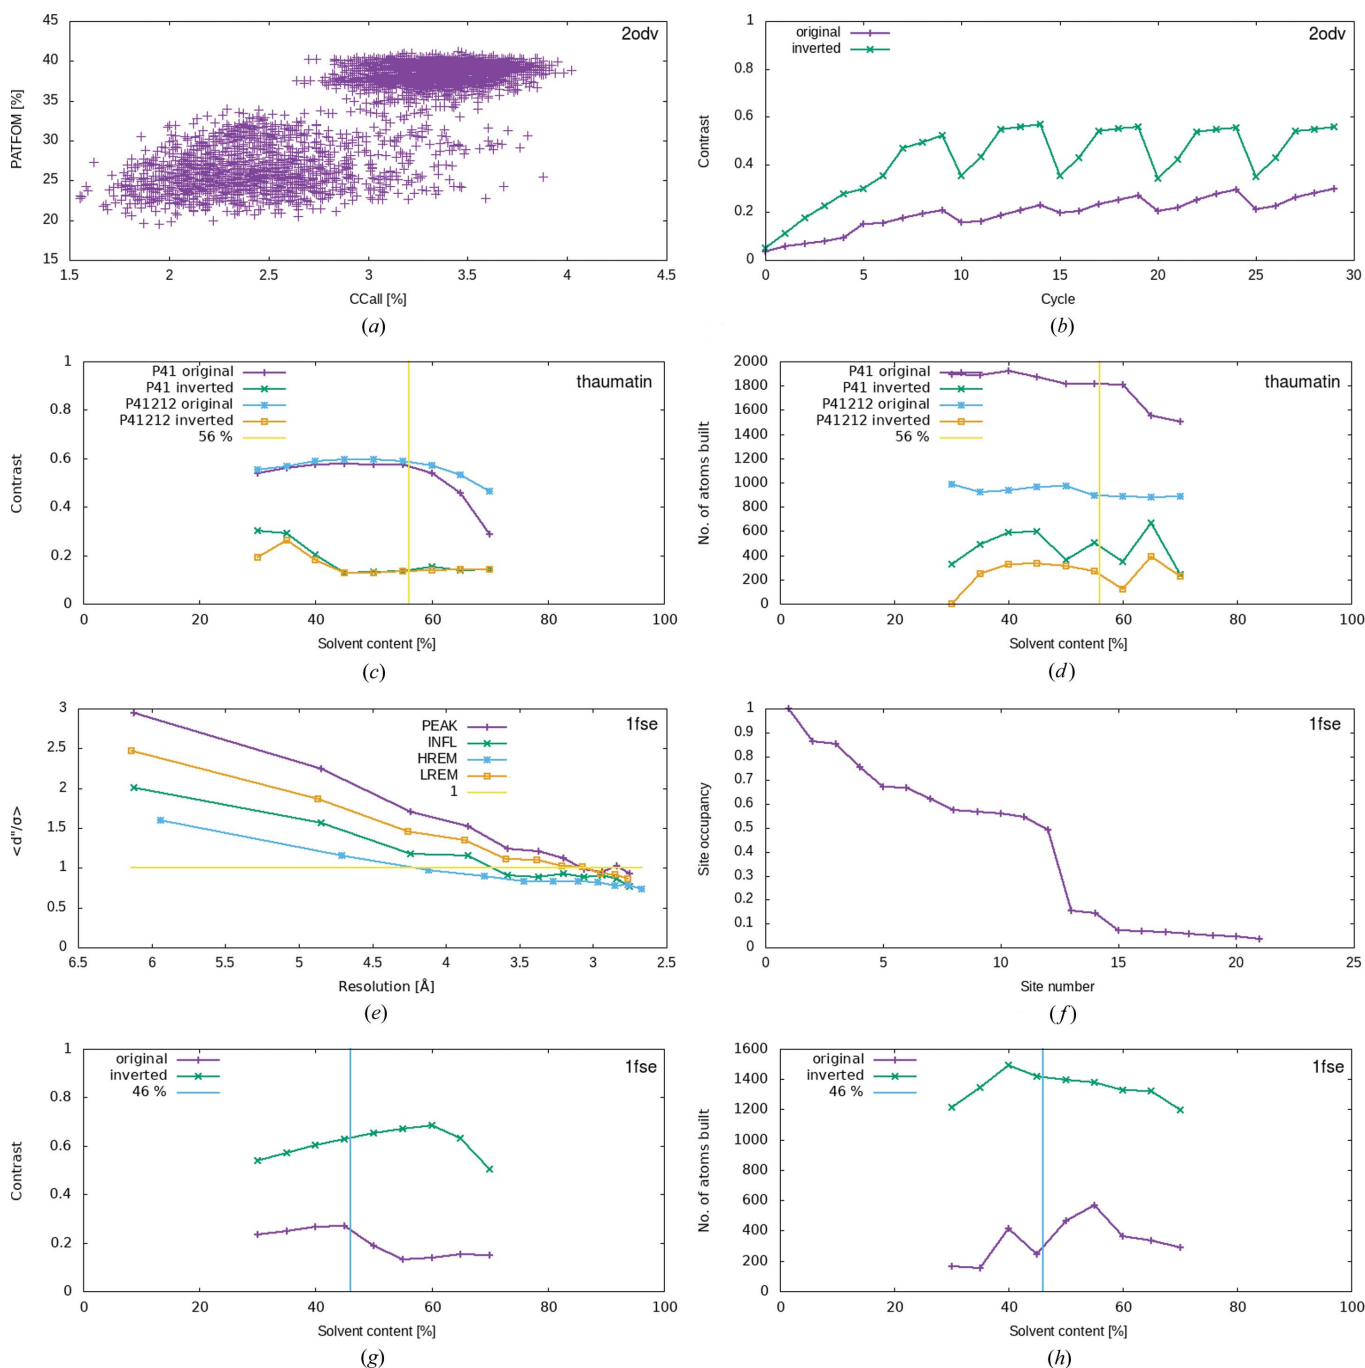 2odv
PATFOM [%]
45
40
35
30
25
20
15
1.5 2 2.5 3 3.5 4 4.5
CCall [%]
(a)
2odv
original
inverted
Contrast
1
0.8
0.6
0.4
0.2
0
0 5 10 15 20 25 30
Cycle
(b)
thaumatin
P41 original
P41 inverted
P41212 original
P41212 inverted
56 %
Contrast
1
0.8
0.6
0.4
0.2
0
0 20 40 60 80 100
Solvent content [%]
(c)
thaumatin
P41 original
P41 inverted
P41212 original
P41212 inverted
56 %
No. of atoms built
2000
1800
1600
1400
1200
1000
800
600
400
200
0
0 20 40 60 80 100
Solvent content [%]
(d)
1fse
PEAK
INFL
HREM
LREM
1
<d"/σ>
3
2.5
2
1.5
1
0.5
0
6.5 6 5.5 5 4.5 4 3.5 3 2.5
Resolution [Å]
(e)
1fse
Site occupancy
1
0.9
0.8
0.7
0.6
0.5
0.4
0.3
0.2
0.1
0
0 5 10 15 20 25
Site number
(f)
1fse
original
inverted
46 %
Contrast
1
0.8
0.6
0.4
0.2
0
0 20 40 60 80 100
Solvent content [%]
(g)
1fse
original
inverted
46 %
No. of atoms built
1600
1400
1200
1000
800
600
400
200
0
0 20 40 60 80 100
Solvent content [%]
(h)